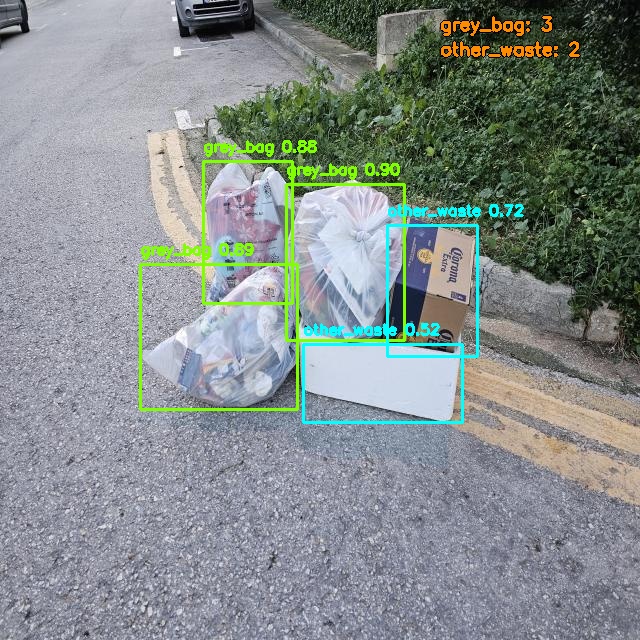 grey_bag: 3
other_waste: 2
grey_bag 0.88
grey_bag 0.90
other_waste 0.72
grey_bag 0.89
Corona
Extra
other_waste 0.52